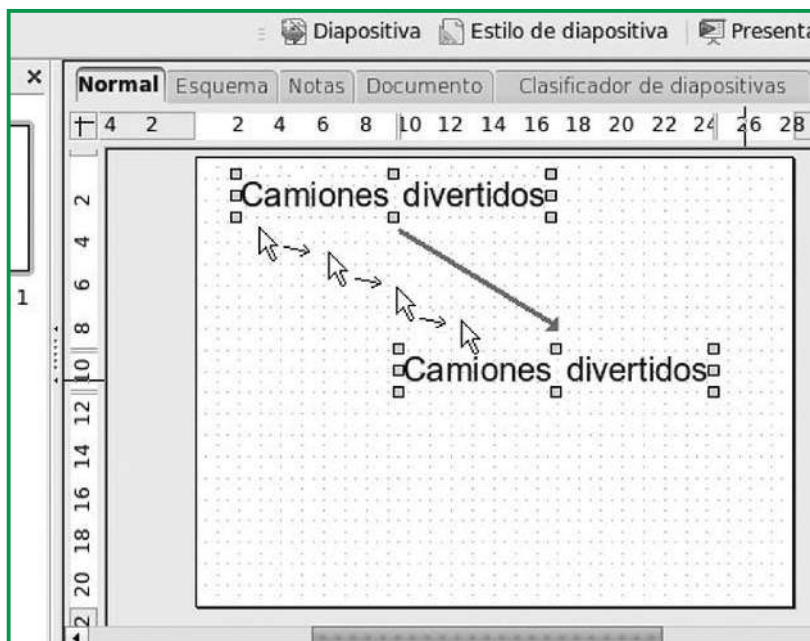 Diapositiva Estilo de diapositiva Presenta
Normal Esquema Notas Documento Clasificador de diapositivas
4 2 2 4 6 8 10 12 14 16 18 20 22 24 26 28
Camiones divertidos
Camiones divertidos
2
4
6
8
10
12
14
16
18
20
2
1